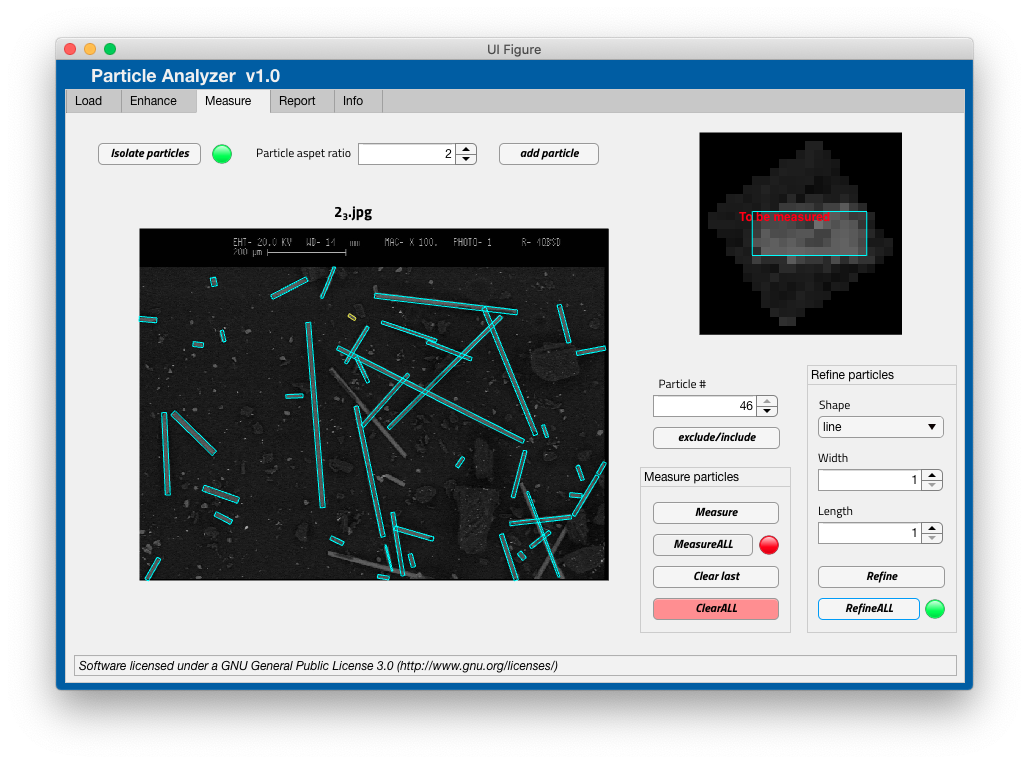 UI Figure
Particle Analyzer v1.0
Load Enhance Measure Report Info
Isolate particles
Particle aspet ratio
2
add particle
2₃.jpg
EHT- 20.0 KV WD- 14 mm MAG- X 100. PHOTO- 1 R-
200 µm
To be measured
Particle #
46
exclude/include
Measure particles
Measure
MeasureALL
Clear last
ClearALL
Refine particles
Shape
line
Width
1
Length
1
Refine
RefineALL
Software licensed under a GNU General Public License 3.0 (http://www.gnu.org/licenses/)